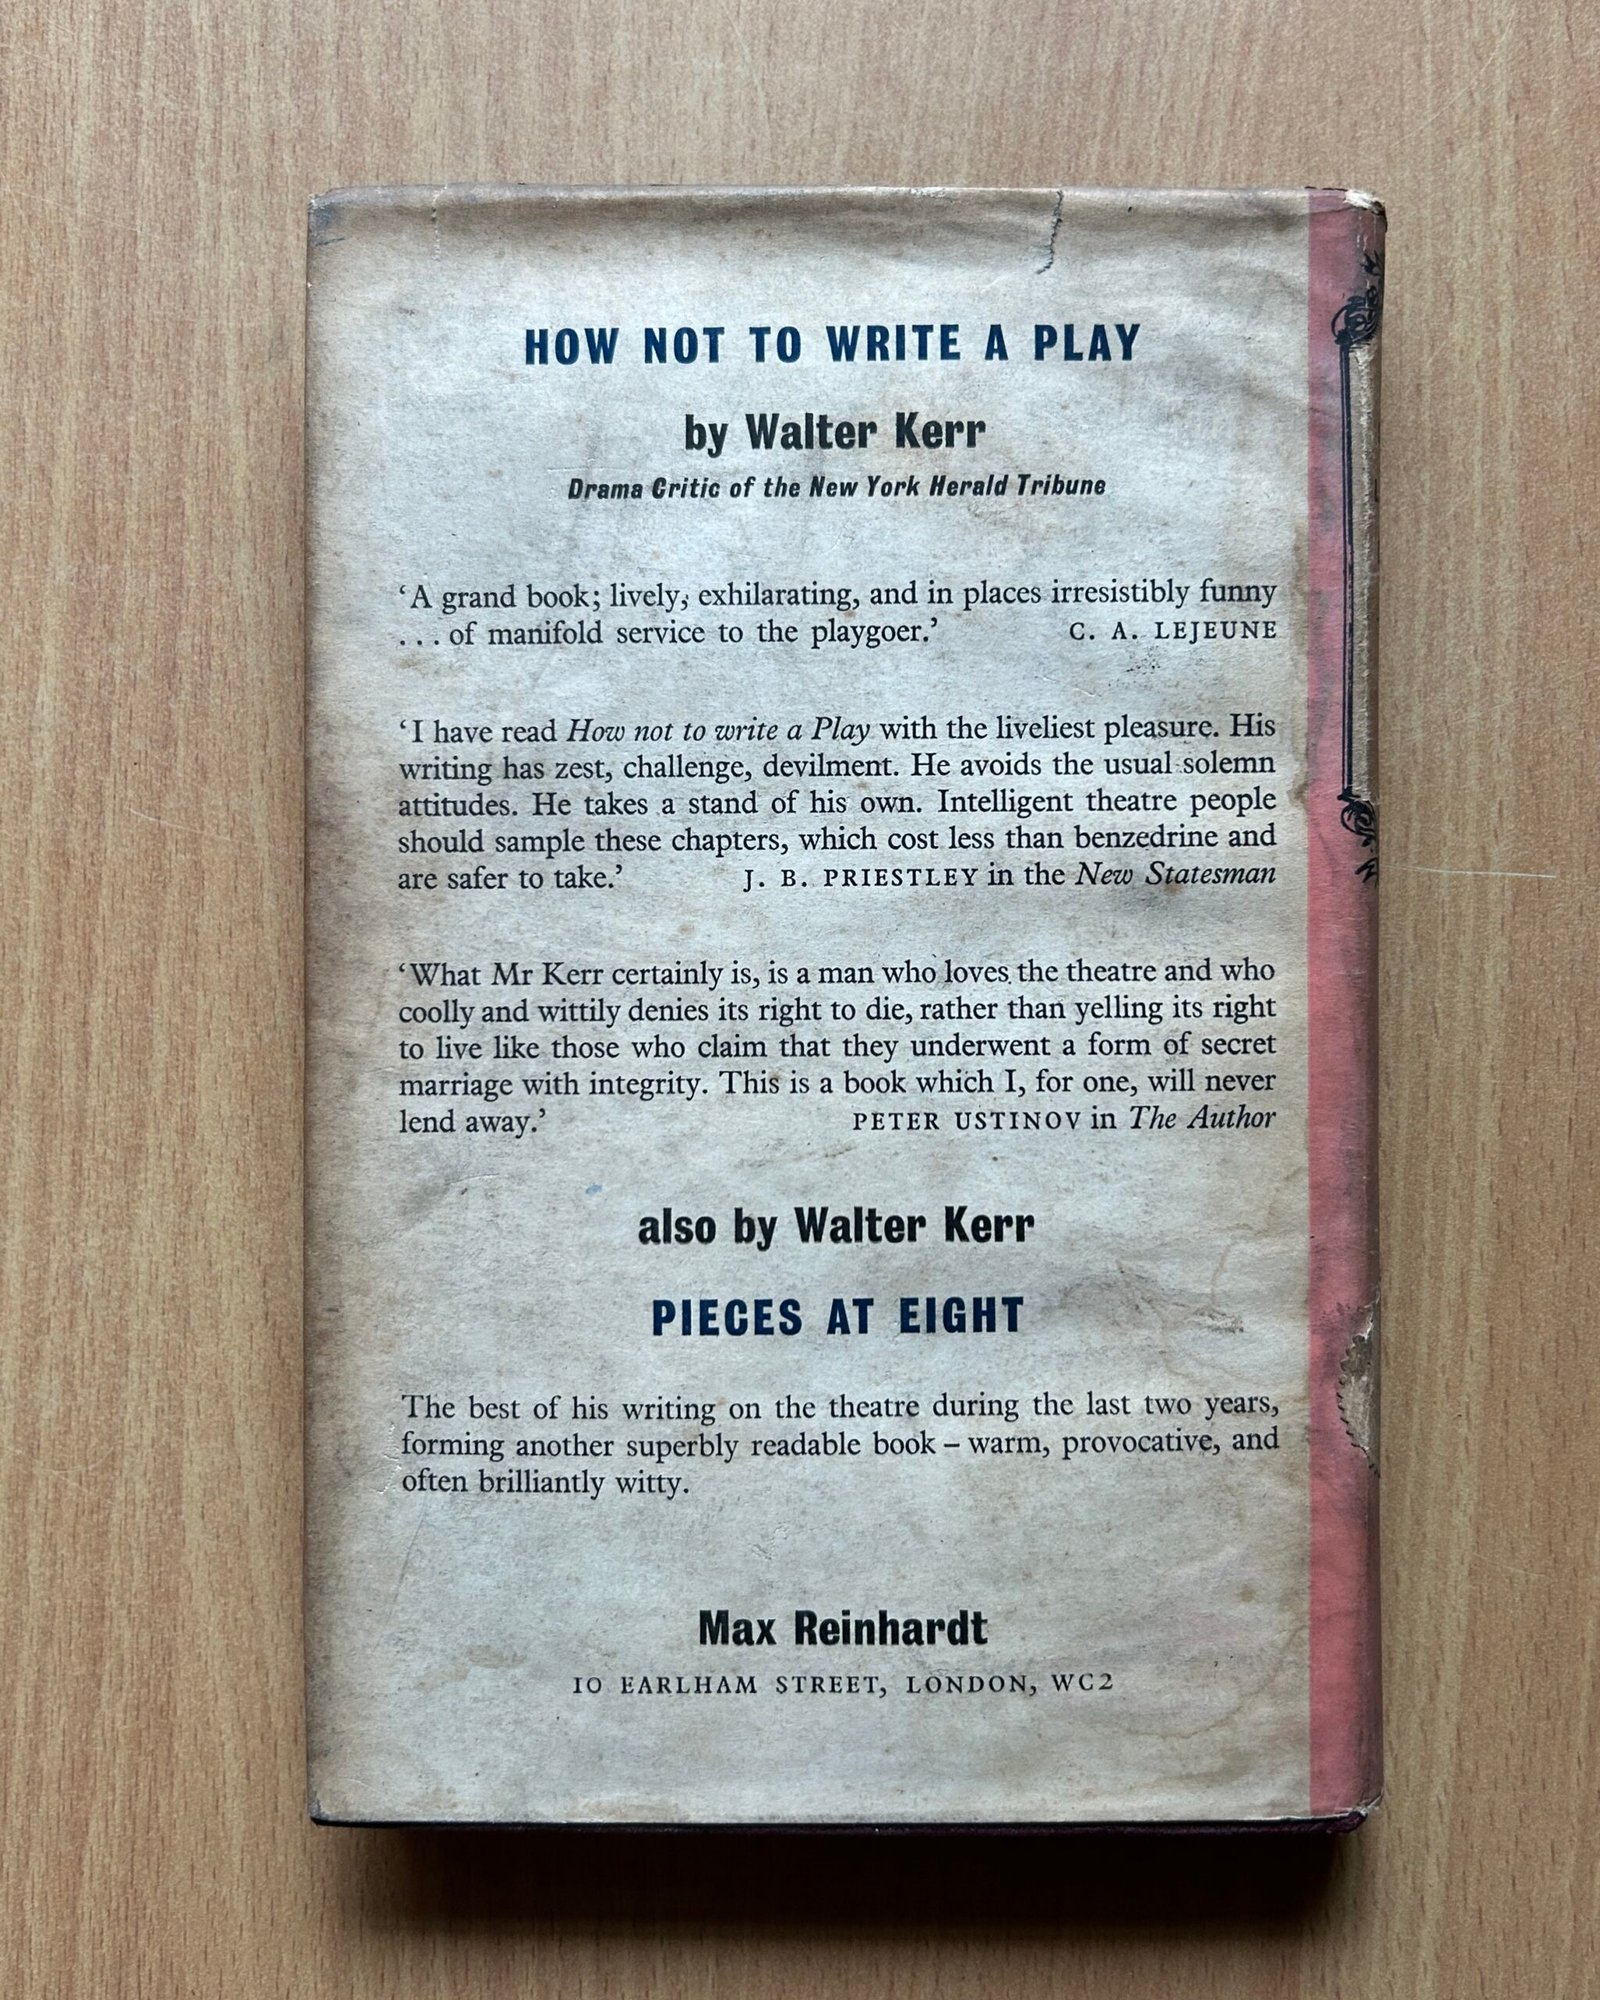 HOW NOT TO WRITE A PLAY
by Walter Kerr
Drama Critic of the New York Herald Tribune
‘A grand book; lively, exhilarating, and in places irresistibly funny
. . . of manifold service to the playgoer.’ C. A. LEJEUNE
‘I have read How not to write a Play with the liveliest pleasure. His
writing has zest, challenge, devilment. He avoids the usual solemn
attitudes. He takes a stand of his own. Intelligent theatre people
should sample these chapters, which cost less than benzedrine and
are safer to take.’ J. B. PRIESTLEY in the New Statesman
‘What Mr Kerr certainly is, is a man who loves the theatre and who
coolly and wittily denies its right to die, rather than yelling its right
to live like those who claim that they underwent a form of secret
marriage with integrity. This is a book which I, for one, will never
lend away.’ PETER USTINOV in The Author
also by Walter Kerr
PIECES AT EIGHT
The best of his writing on the theatre during the last two years,
forming another superbly readable book – warm, provocative, and
often brilliantly witty.
Max Reinhardt
10 EARLHAM STREET, LONDON, WC2